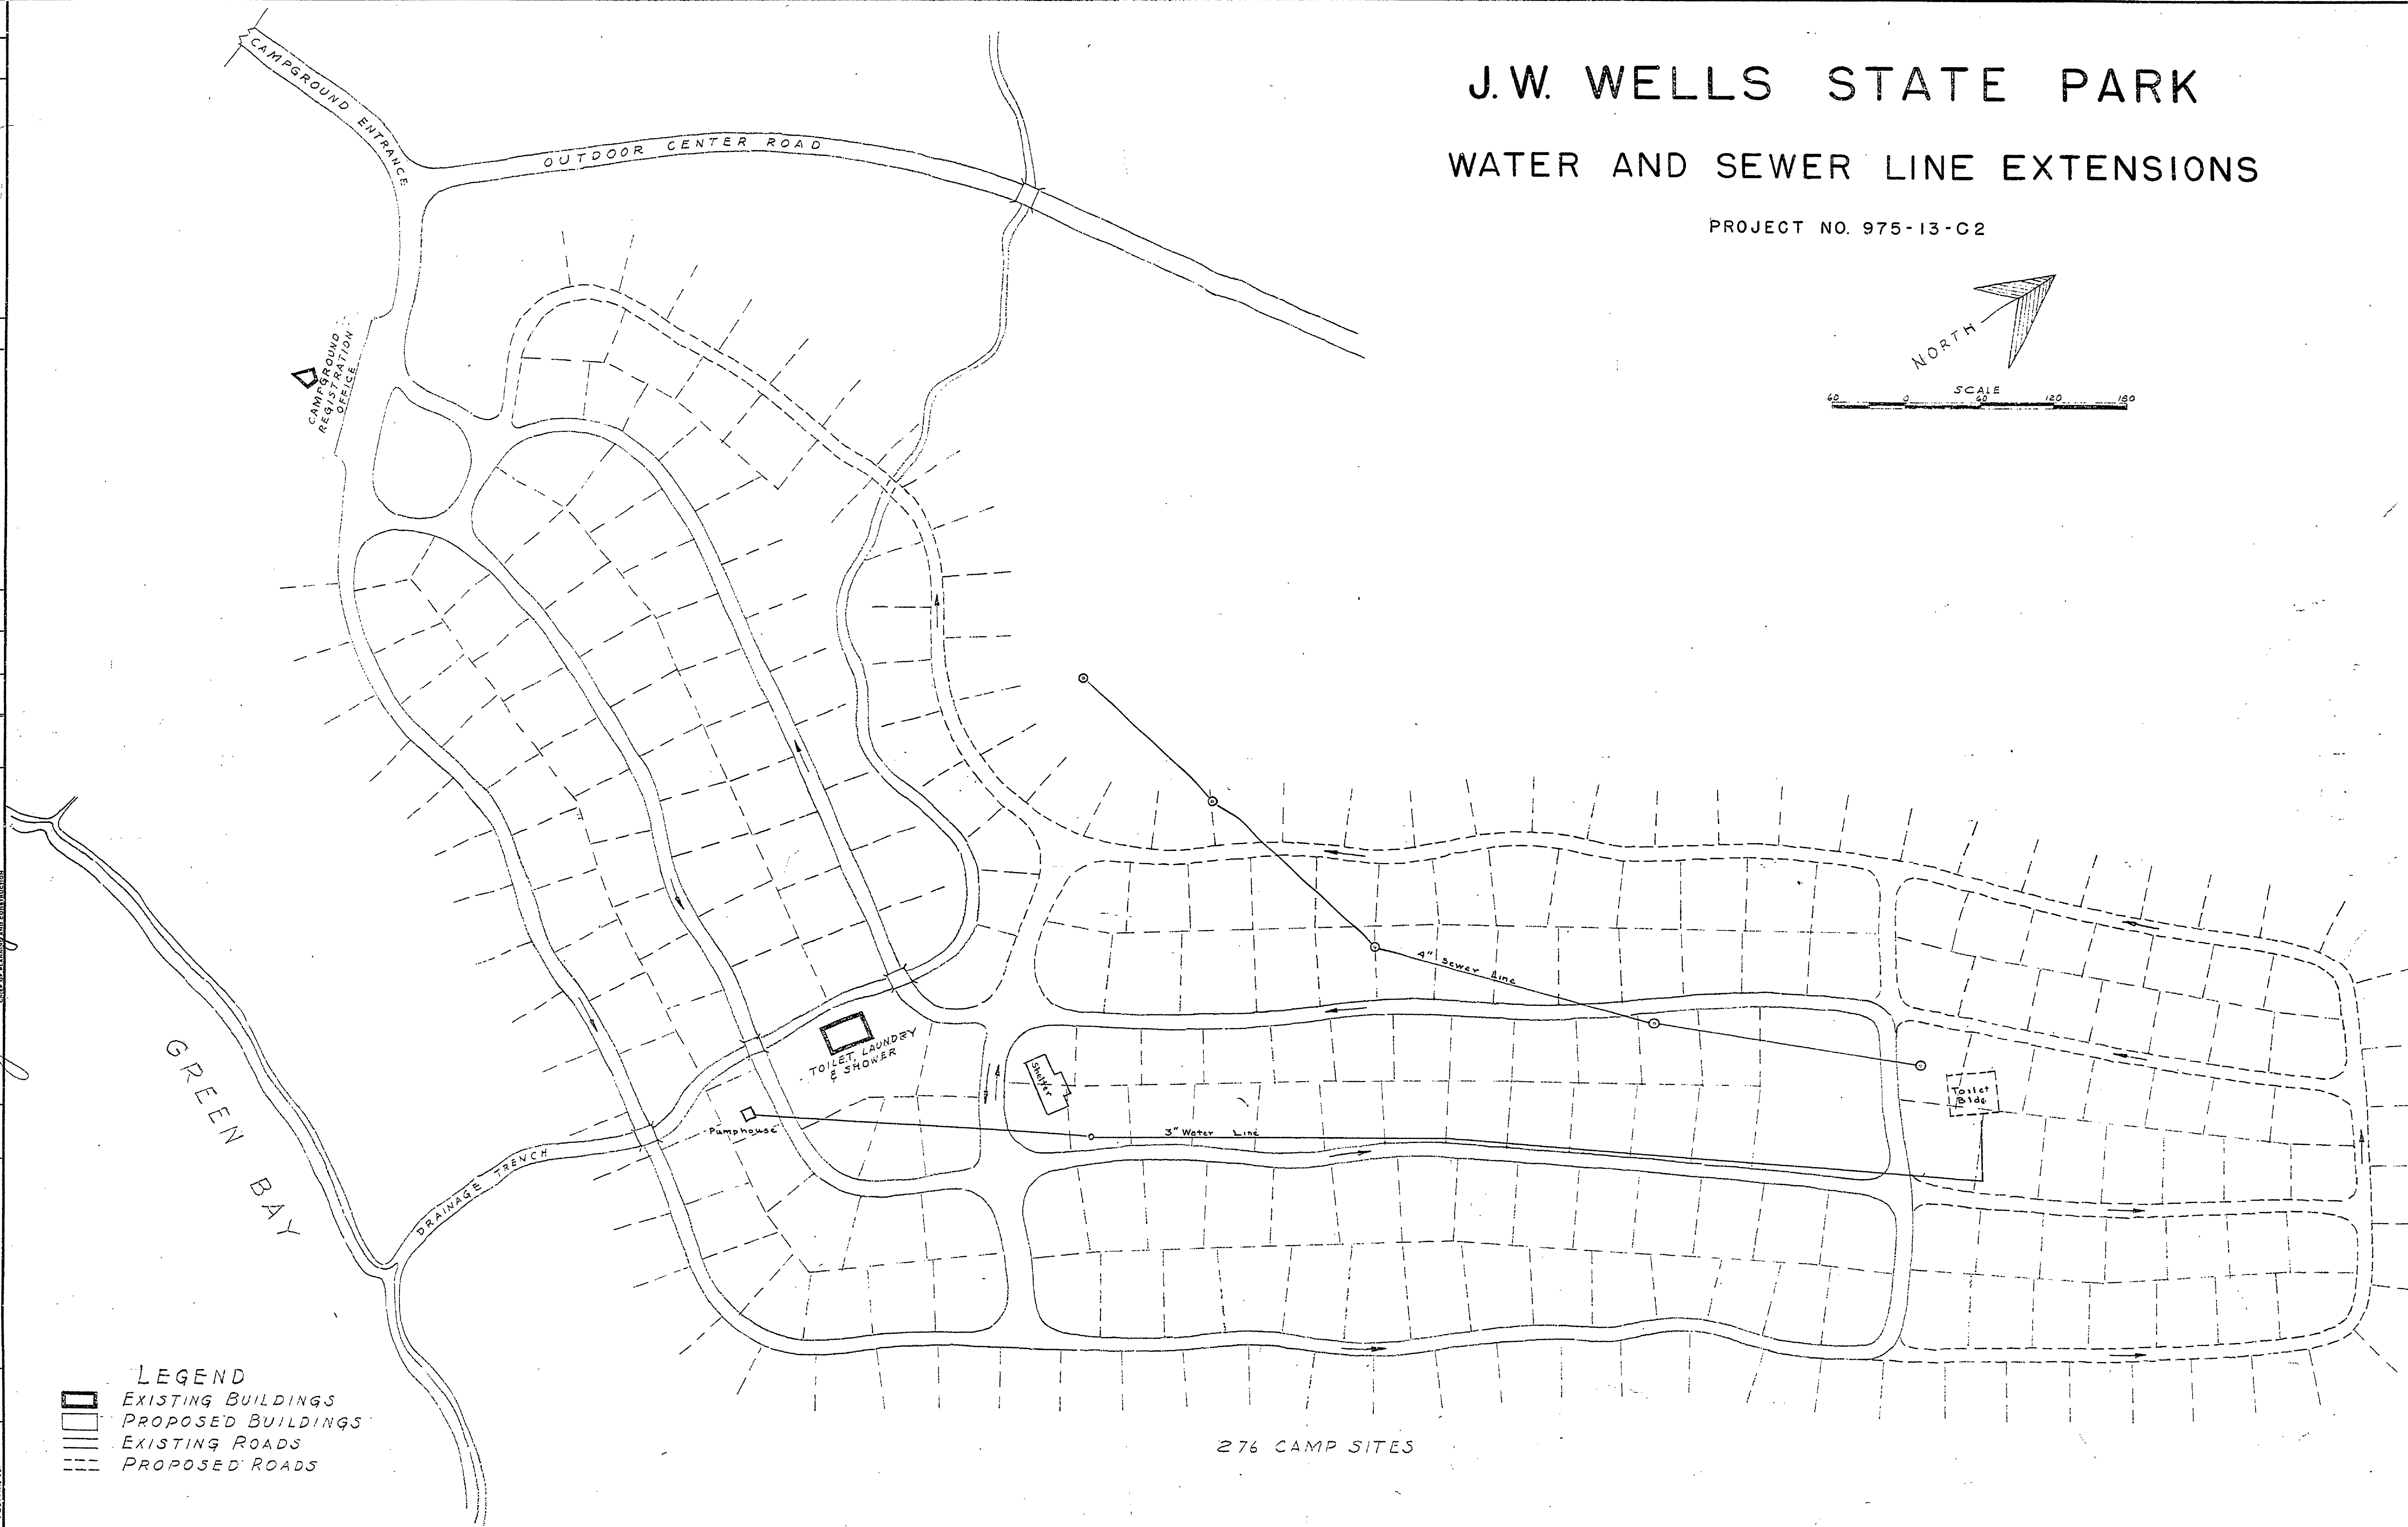 J.W. WELLS STATE PARK
WATER AND SEWER LINE EXTENSIONS
PROJECT NO. 975-13-C2
NORTH
SCALE
60 0 60 120 180
CAMPGROUND ENTRANCE
OUTDOOR CENTER ROAD
CAMPGROUND
REGISTRATION
OFFICE
4" Sewer Line
TOILET, LAUNDRY
& SHOWER
Shelter
Toilet
Bldg
Pumphouse
3" Water Line
DRAINAGE TRENCH
GREEN BAY
LEGEND
EXISTING BUILDINGS
PROPOSED BUILDINGS
EXISTING ROADS
PROPOSED ROADS
276 CAMP SITES